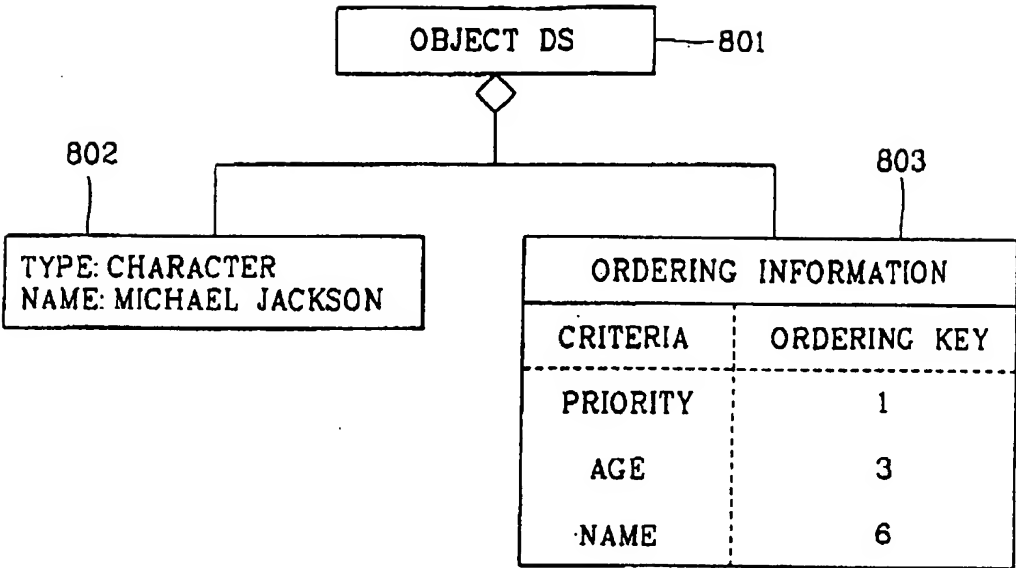 OBJECT DS
801
802
803
TYPE: CHARACTER
NAME: MICHAEL JACKSON
ORDERING INFORMATION
CRITERIA ORDERING KEY
PRIORITY 1
AGE 3
NAME 6